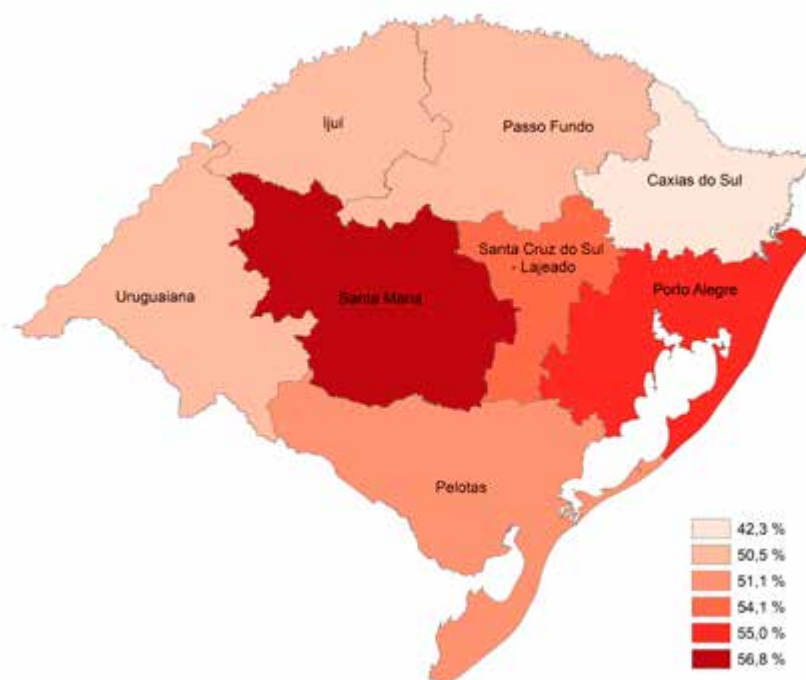 Ijuí
Passo Fundo
Caxias do Sul
Santa Cruz do Sul
- Lajeado
Uruguaiana
Santa Maria
Porto Alegre
Pelotas
42,3 %
50,5 %
51,1 %
54,1 %
55,0 %
56,8 %